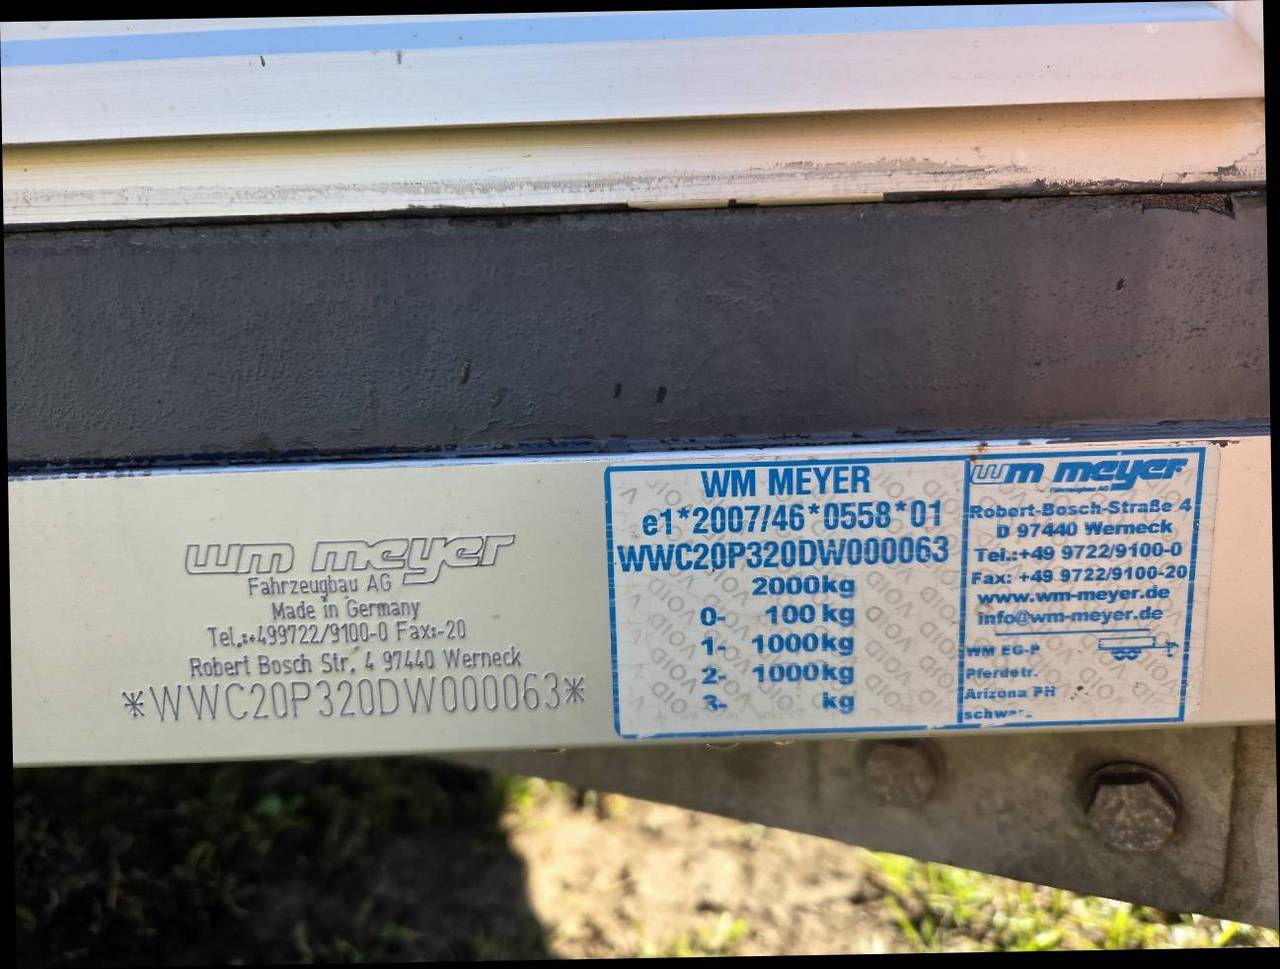 wm meyer
Fahrzeugbau AG
Made in Germany
Tel.:+499722/9100-0 Fax:-20
Robert Bosch Str. 4 97440 Werneck
*WWC20P320DW000063*
WM MEYER
e1*2007/46*0558*01
WWC20P320DW000063
2000kg
0- 100 kg
1- 1000kg
2- 1000kg
3- kg
wm meyer
Fahrzeugbau AG
Robert-Bosch-Straße 4
D 97440 Werneck
Tel.:+49 9722/9100-0
Fax: +49 9722/9100-20
www.wm-meyer.de
info@wm-meyer.de
WM EG-P
Pferdetr.
Arizona PH